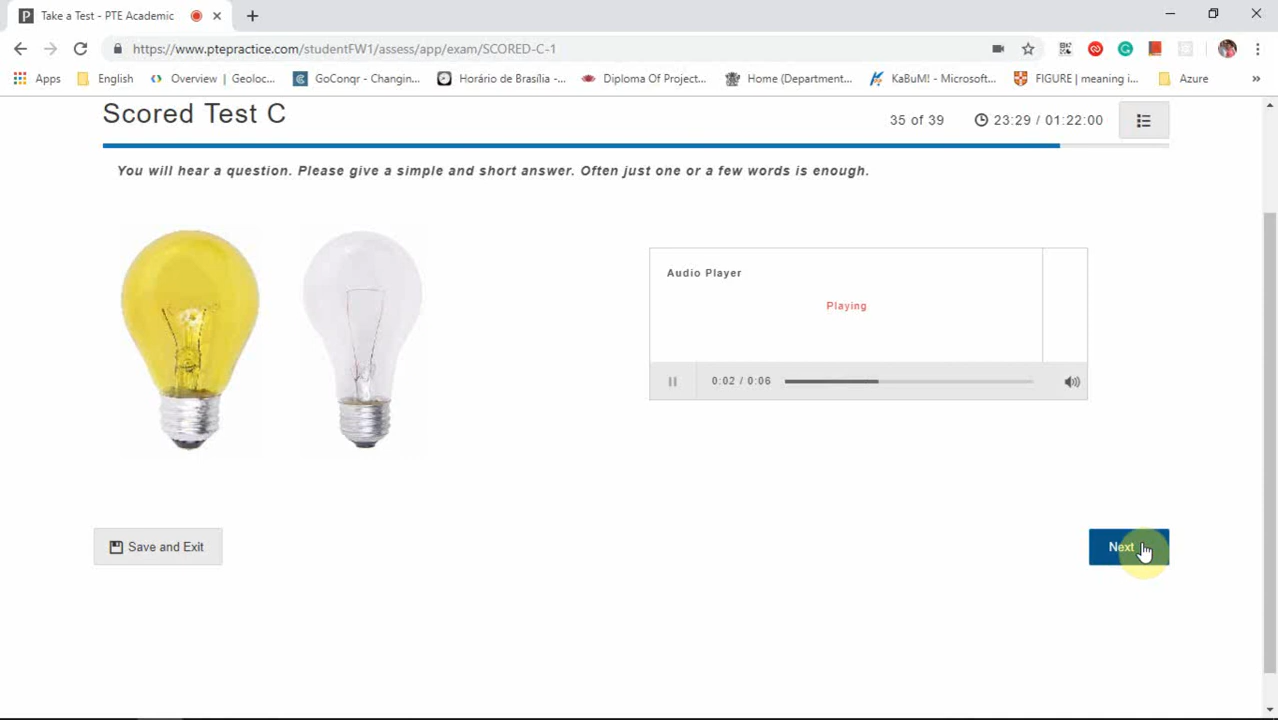 Take a Test - PTE Academic
https://www.ptepractice.com/studentFW1/assess/app/exam/SCORED-C-1
Apps English Overview | Geoloc... GoConqr - Changin... Horário de Brasília -... Diploma Of Project... Home (Department... KaBuM! - Microsoft... FIGURE | meaning i... Azure »
Scored Test C
35 of 39 23:29 / 01:22:00
You will hear a question. Please give a simple and short answer. Often just one or a few words is enough.
Audio Player
Playing
0:02 / 0:06
Save and Exit
Next